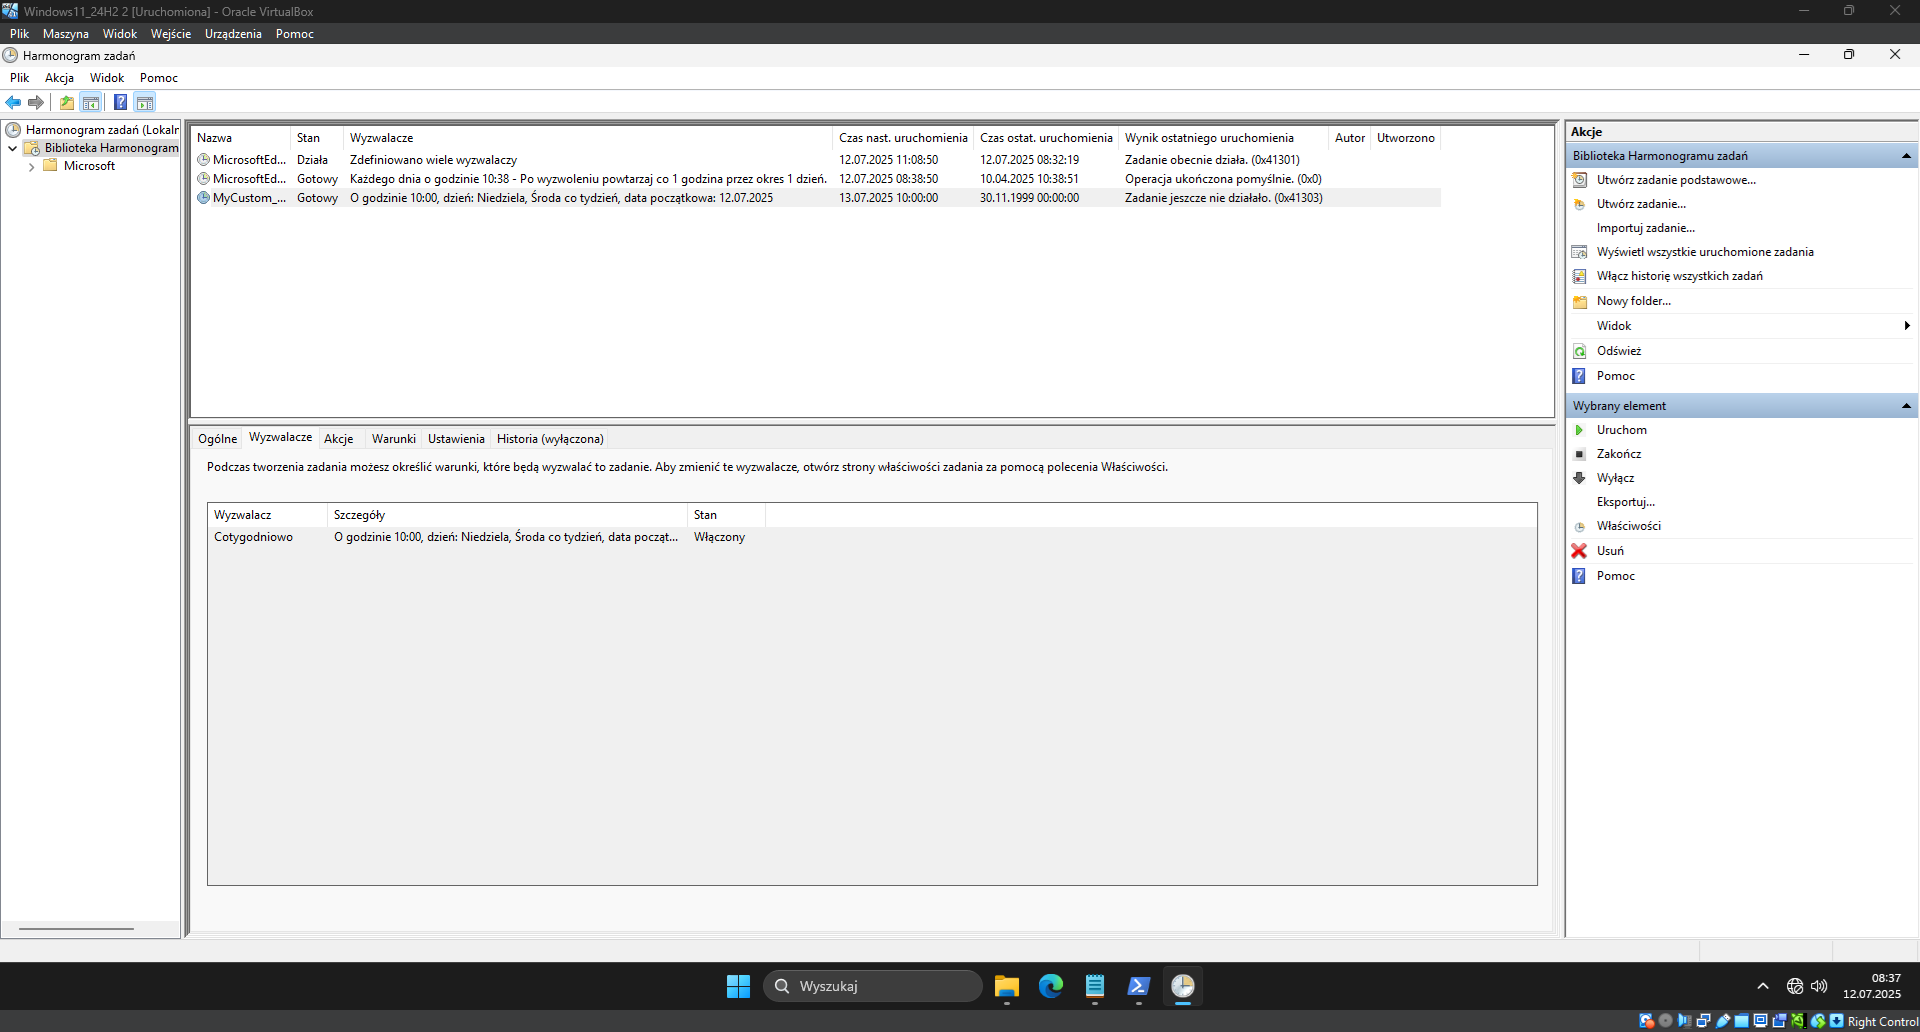 Windows11_24H2 2 [Uruchomiona] - Oracle VirtualBox
Plik Maszyna Widok Wejście Urządzenia Pomoc
Harmonogram zadań
Plik Akcja Widok Pomoc
Harmonogram zadań (Lokaln
Biblioteka Harmonogram
Microsoft
Nazwa Stan Wyzwalacze Czas nast. uruchomienia Czas ostat. uruchomienia Wynik ostatniego uruchomienia Autor Utworzono
MicrosoftEd... Działa Zdefiniowano wiele wyzwalaczy 12.07.2025 11:08:50 12.07.2025 08:32:19 Zadanie obecnie działa. (0x41301)
MicrosoftEd... Gotowy Każdego dnia o godzinie 10:38 - Po wyzwoleniu powtarzaj co 1 godzina przez okres 1 dzień. 12.07.2025 08:38:50 10.04.2025 10:38:51 Operacja ukończona pomyślnie. (0x0)
MyCustom_... Gotowy O godzinie 10:00, dzień: Niedziela, Środa co tydzień, data początkowa: 12.07.2025 13.07.2025 10:00:00 30.11.1999 00:00:00 Zadanie jeszcze nie działało. (0x41303)
Ogólne Wyzwalacze Akcje Warunki Ustawienia Historia (wyłączona)
Podczas tworzenia zadania możesz określić warunki, które będą wyzwalać to zadanie. Aby zmienić te wyzwalacze, otwórz strony właściwości zadania za pomocą polecenia Właściwości.
Wyzwalacz Szczegóły Stan
Cotygodniowo O godzinie 10:00, dzień: Niedziela, Środa co tydzień, data począt... Włączony
Akcje
Biblioteka Harmonogramu zadań
Utwórz zadanie podstawowe...
Utwórz zadanie...
Importuj zadanie...
Wyświetl wszystkie uruchomione zadania
Włącz historię wszystkich zadań
Nowy folder...
Widok
Odśwież
Pomoc
Wybrany element
Uruchom
Zakończ
Wyłącz
Eksportuj...
Właściwości
Usuń
Pomoc
Wyszukaj
08:37
12.07.2025
Right Control